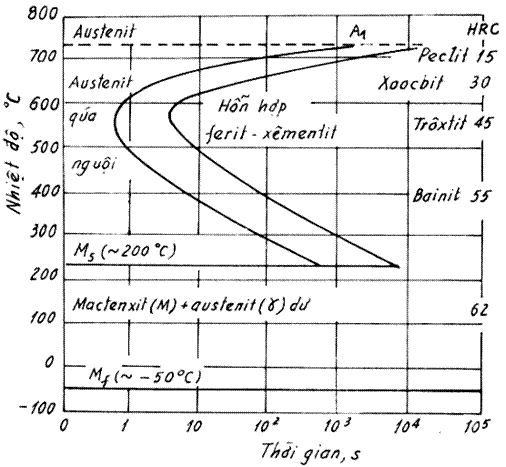 HRC
Austenit
A1
800
700
600
500
400
300
200
100
0
-100
Nhiệt độ, °C
Peclit 15
Xoocbit 30
Trôxtit 45
Bainit 55
Austenit
qúa
nguội
Hỗn hợp
ferit - xêmentit
Ms (~200°C)
Mactenxit (M) + austenit (γ) dư
62
Mf (~ -50°C)
0 1 10 10² 10³ 10⁴ 10⁵
Thời gian, s